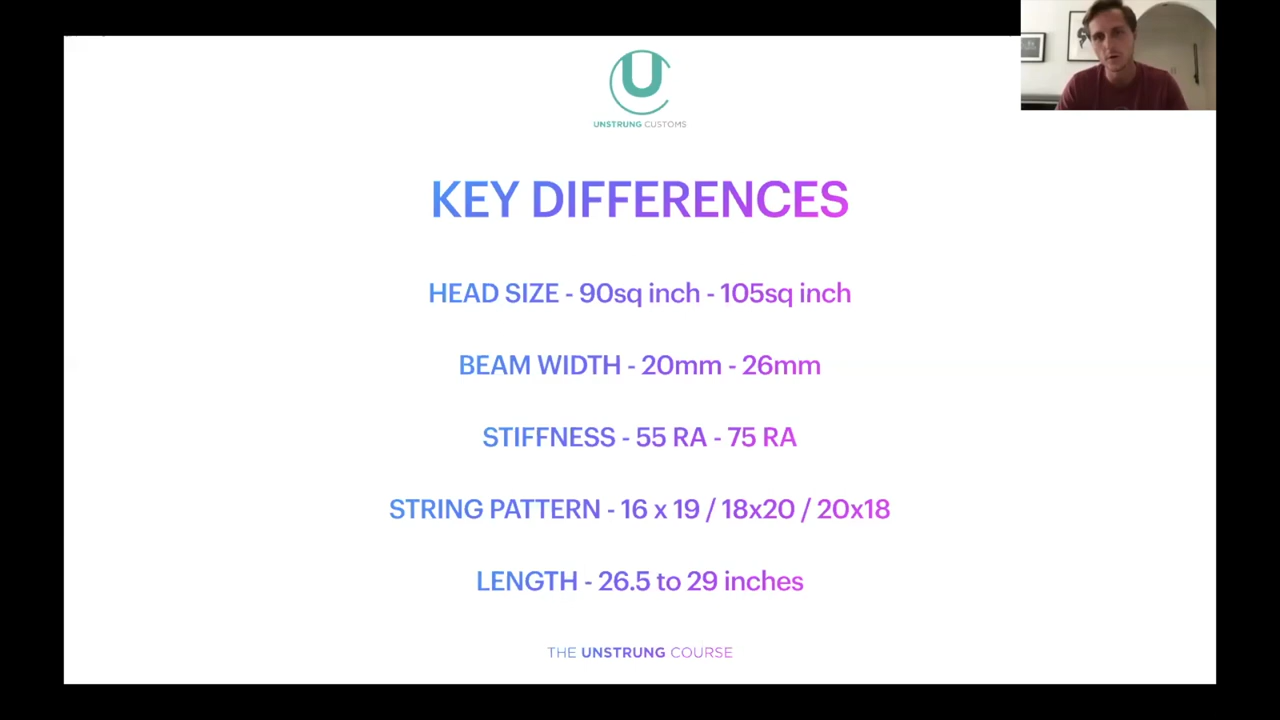 U
UNSTRUNG CUSTOMS
KEY DIFFERENCES
HEAD SIZE - 90sq inch - 105sq inch
BEAM WIDTH - 20mm - 26mm
STIFFNESS - 55 RA - 75 RA
STRING PATTERN - 16 x 19 / 18x20 / 20x18
LENGTH - 26.5 to 29 inches
THE UNSTRUNG COURSE